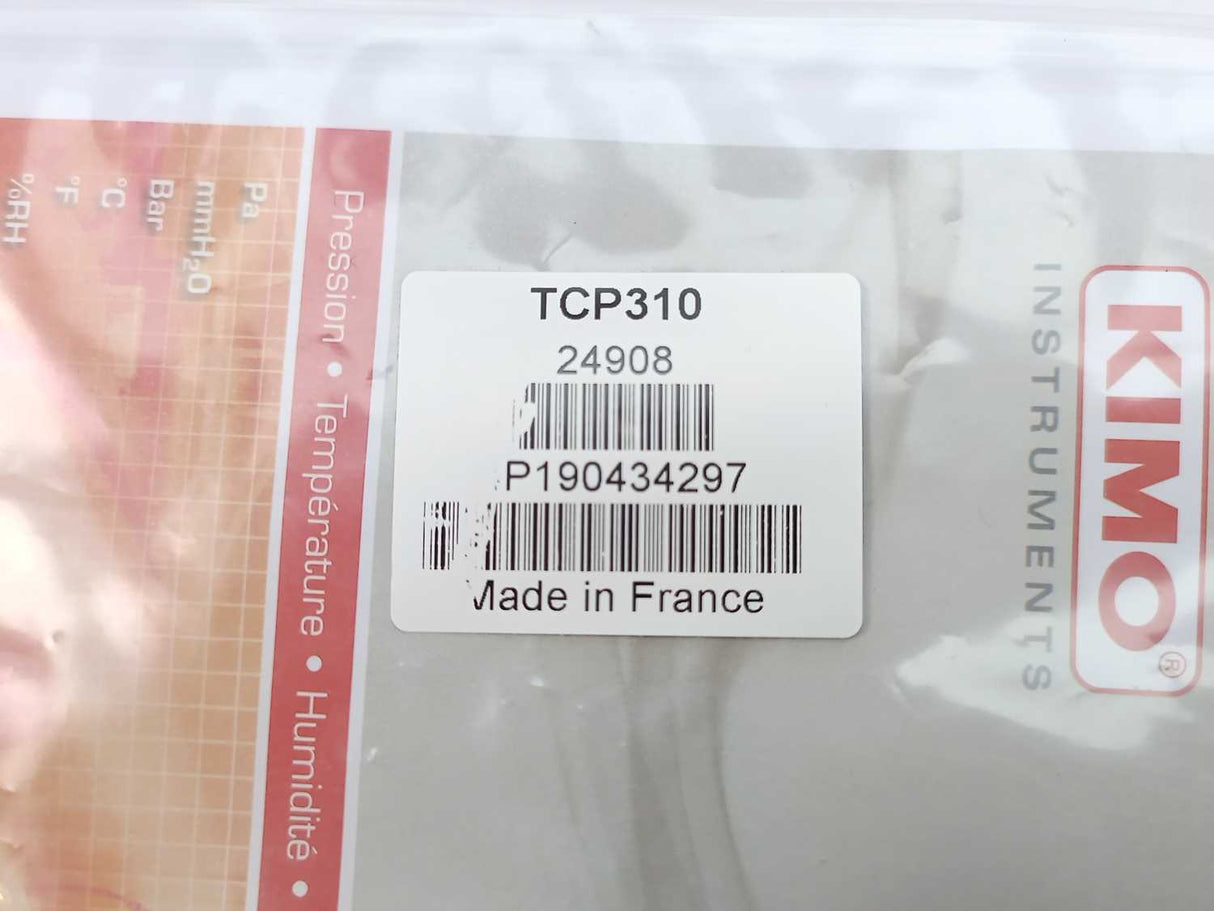 TCP310
24908
P190434297
Made in France
KIMO®
INSTRUMENTS
Pression • Température • Humidité •
Pa
mmH₂O
Bar
°C
°F
%RH